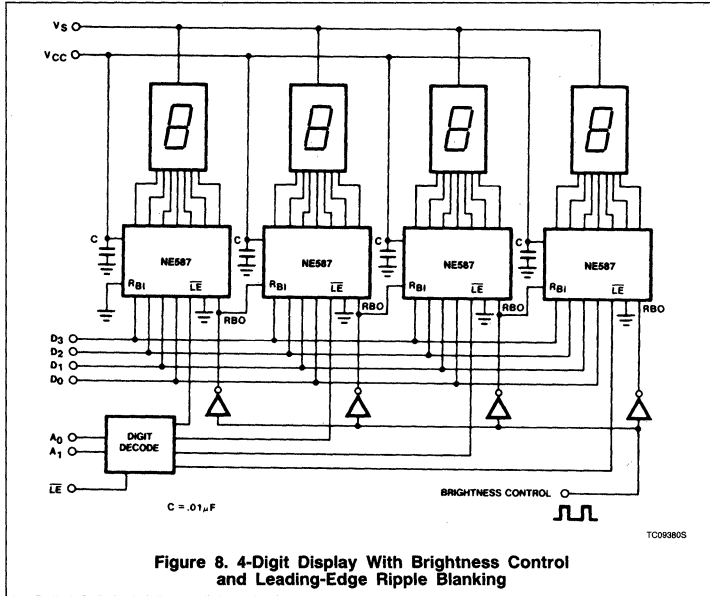 VS
VCC
C NE587 C NE587 C NE587 C NE587
RBI LE RBI LE RBI LE RBI LE
RBO RBO RBO RBO
D3
D2
D1
D0
A0
A1
DIGIT
DECODE
LE
C = .01μF
BRIGHTNESS CONTROL
TC09380S
Figure 8. 4-Digit Display With Brightness Control
and Leading-Edge Ripple Blanking